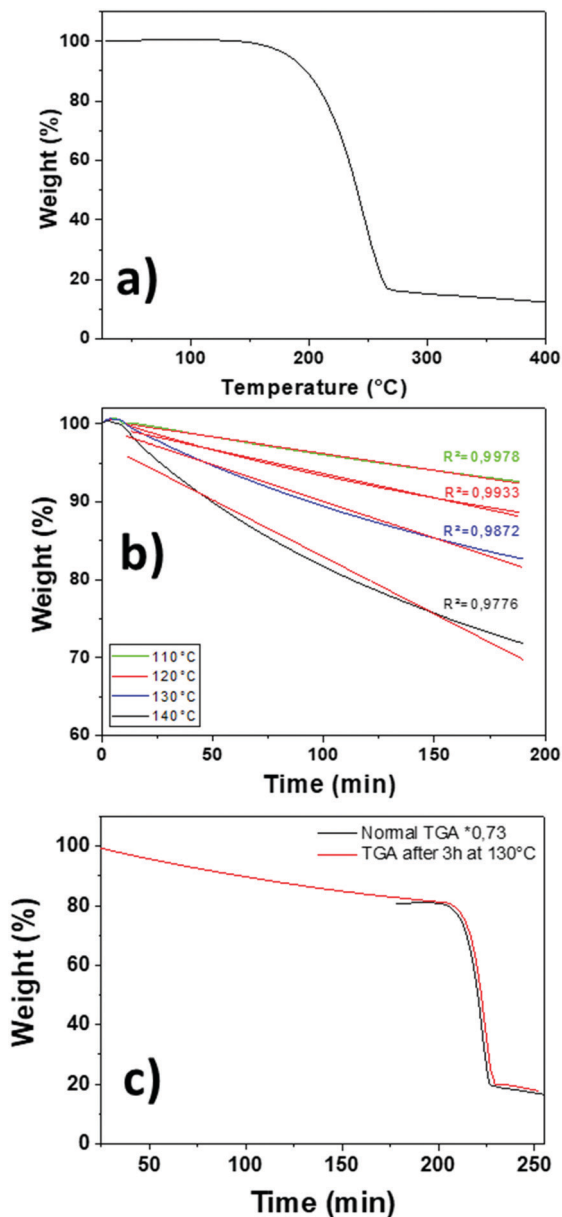 100
80
60
40
20
0
Weight (%)
a)
100
200
300
400
Temperature (°C)
100
90
80
70
60
Weight (%)
R²=0,9978
R²=0,9933
R²=0,9872
R²=0,9776
b)
110°C
120°C
130°C
140°C
0
50
100
150
200
Time (min)
Normal TGA *0,73
TGA after 3h at 130°C
100
80
60
40
20
0
Weight (%)
c)
50
100
150
200
250
Time (min)